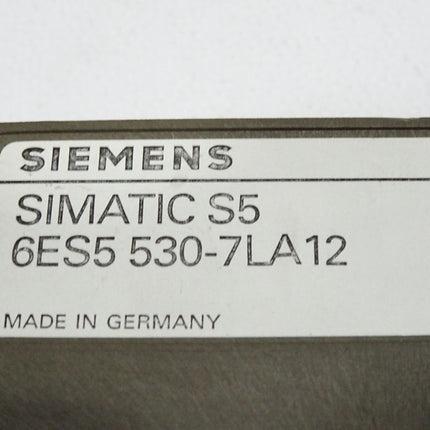 SIEMENS
SIMATIC S5
6ES5 530-7LA12
MADE IN GERMANY